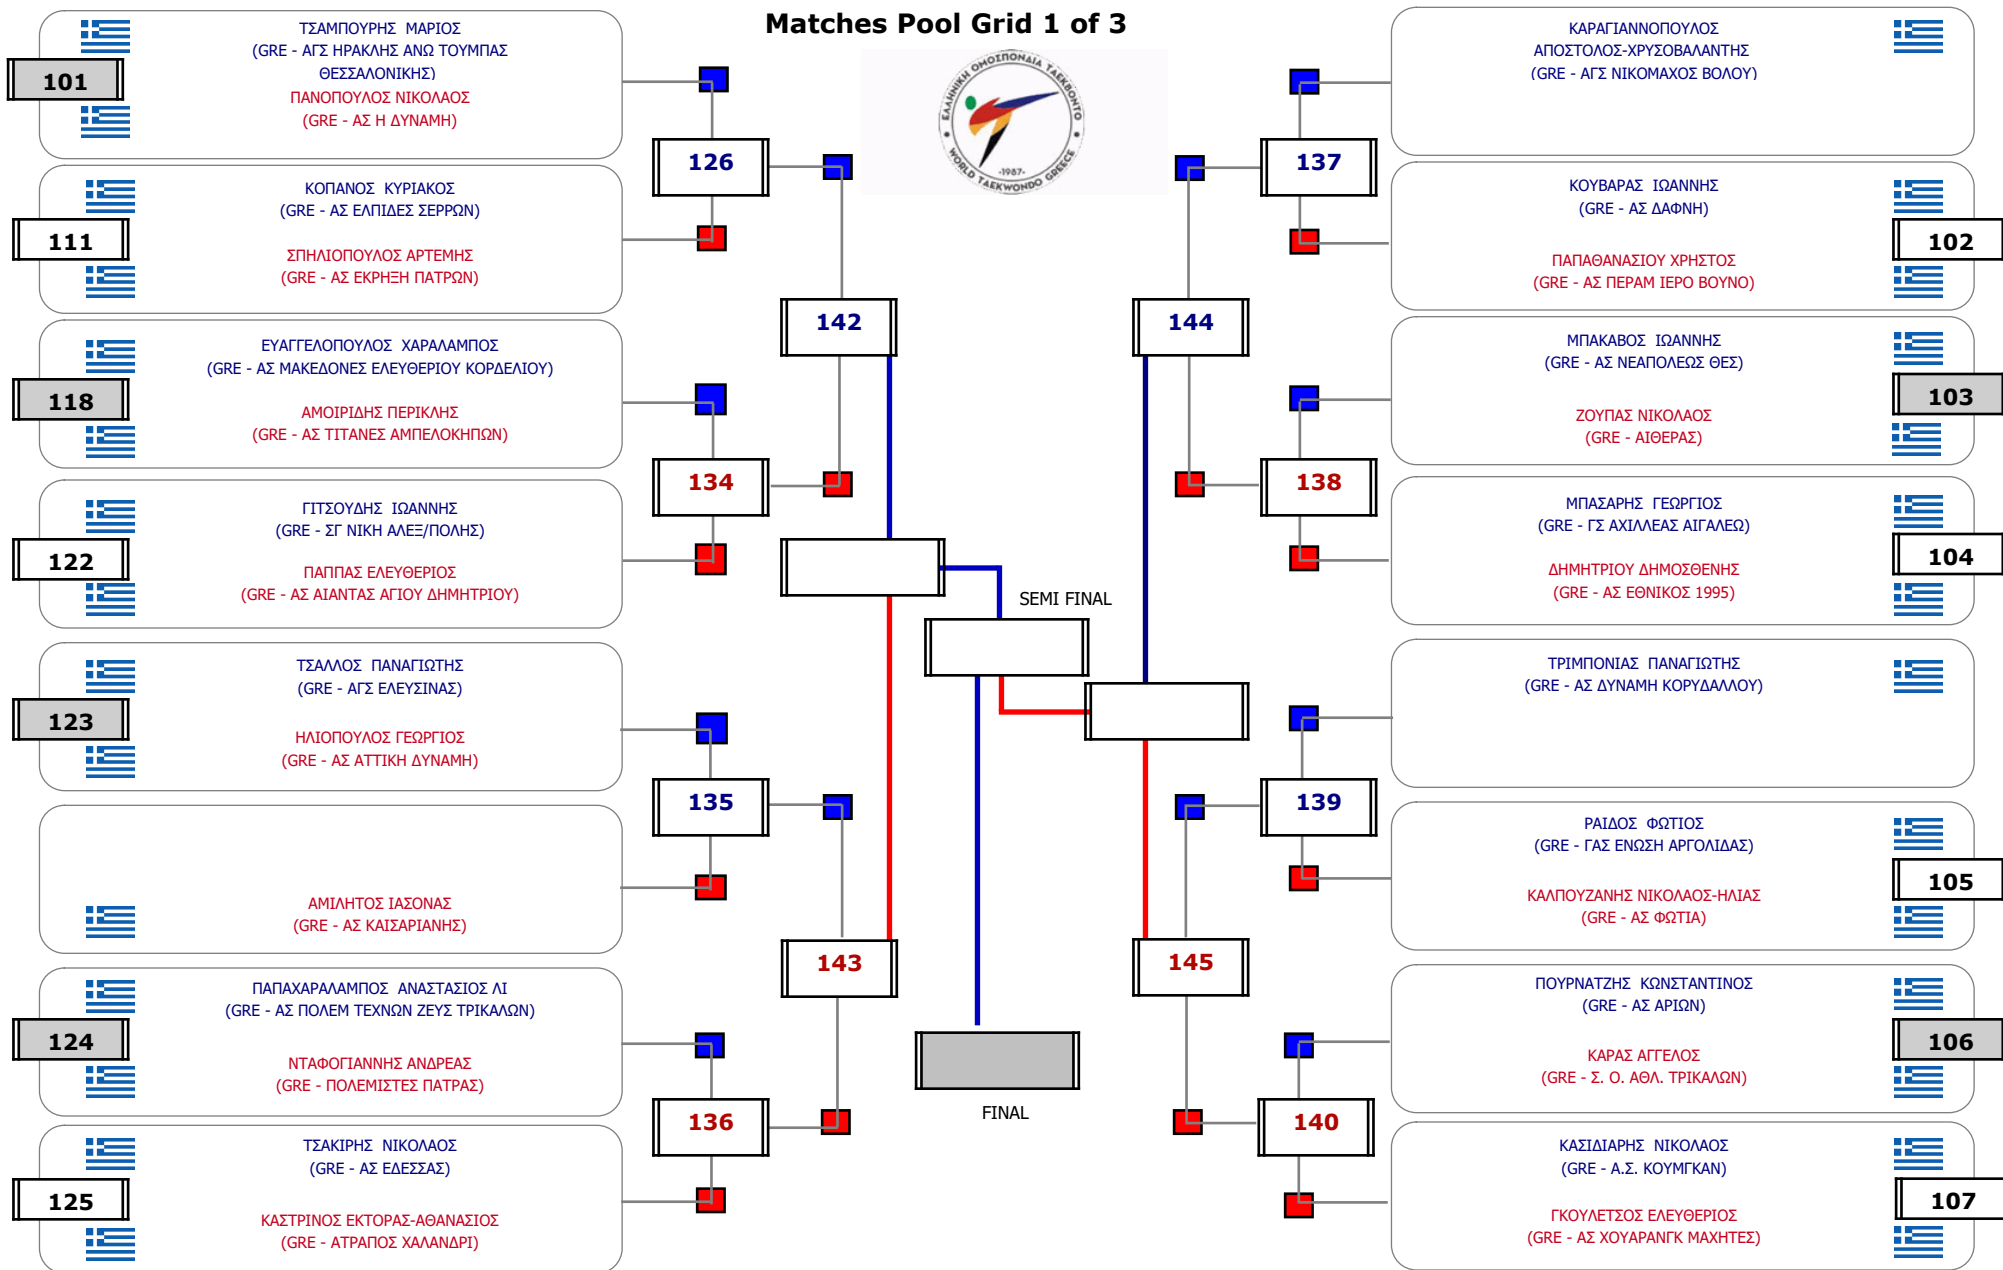 Matches Pool Grid 1 of 3
ΕΛΛΗΝΙΚΗ ΟΜΟΣΠΟΝΔΙΑ ΤΑΕΚΒΟΝΤΟ
-1987-
WORLD TAEKWONDO GREECE
101
ΤΣΑΜΠΟΥΡΗΣ ΜΑΡΙΟΣ
(GRE - ΑΓΣ ΗΡΑΚΛΗΣ ΑΝΩ ΤΟΥΜΠΑΣ
ΘΕΣΣΑΛΟΝΙΚΗΣ)
ΠΑΝΟΠΟΥΛΟΣ ΝΙΚΟΛΑΟΣ
(GRE - ΑΣ Η ΔΥΝΑΜΗ)
111
ΚΟΠΑΝΟΣ ΚΥΡΙΑΚΟΣ
(GRE - ΑΣ ΕΛΠΙΔΕΣ ΣΕΡΡΩΝ)
ΣΠΗΛΙΟΠΟΥΛΟΣ ΑΡΤΕΜΗΣ
(GRE - ΑΣ ΕΚΡΗΞΗ ΠΑΤΡΩΝ)
118
ΕΥΑΓΓΕΛΟΠΟΥΛΟΣ ΧΑΡΑΛΑΜΠΟΣ
(GRE - ΑΣ ΜΑΚΕΔΟΝΕΣ ΕΛΕΥΘΕΡΙΟΥ ΚΟΡΔΕΛΙΟΥ)
ΑΜΟΙΡΙΔΗΣ ΠΕΡΙΚΛΗΣ
(GRE - ΑΣ ΤΙΤΑΝΕΣ ΑΜΠΕΛΟΚΗΠΩΝ)
122
ΓΙΤΣΟΥΔΗΣ ΙΩΑΝΝΗΣ
(GRE - ΣΓ ΝΙΚΗ ΑΛΕΞ/ΠΟΛΗΣ)
ΠΑΠΠΑΣ ΕΛΕΥΘΕΡΙΟΣ
(GRE - ΑΣ ΑΙΑΝΤΑΣ ΑΓΙΟΥ ΔΗΜΗΤΡΙΟΥ)
123
ΤΣΑΛΛΟΣ ΠΑΝΑΓΙΩΤΗΣ
(GRE - ΑΓΣ ΕΛΕΥΣΙΝΑΣ)
ΗΛΙΟΠΟΥΛΟΣ ΓΕΩΡΓΙΟΣ
(GRE - ΑΣ ΑΤΤΙΚΗ ΔΥΝΑΜΗ)
ΑΜΙΛΗΤΟΣ ΙΑΣΟΝΑΣ
(GRE - ΑΣ ΚΑΙΣΑΡΙΑΝΗΣ)
124
ΠΑΠΑΧΑΡΑΛΑΜΠΟΣ ΑΝΑΣΤΑΣΙΟΣ ΛΙ
(GRE - ΑΣ ΠΟΛΕΜ ΤΕΧΝΩΝ ΖΕΥΣ ΤΡΙΚΑΛΩΝ)
ΝΤΑΦΟΓΙΑΝΝΗΣ ΑΝΔΡΕΑΣ
(GRE - ΠΟΛΕΜΙΣΤΕΣ ΠΑΤΡΑΣ)
125
ΤΣΑΚΙΡΗΣ ΝΙΚΟΛΑΟΣ
(GRE - ΑΣ ΕΔΕΣΣΑΣ)
ΚΑΣΤΡΙΝΟΣ ΕΚΤΟΡΑΣ-ΑΘΑΝΑΣΙΟΣ
(GRE - ΑΤΡΑΠΟΣ ΧΑΛΑΝΔΡΙ)
126
134
135
136
142
143
SEMI FINAL
FINAL
144
145
137
138
139
140
ΚΑΡΑΓΙΑΝΝΟΠΟΥΛΟΣ
ΑΠΟΣΤΟΛΟΣ-ΧΡΥΣΟΒΑΛΑΝΤΗΣ
(GRE - ΑΓΣ ΝΙΚΟΜΑΧΟΣ ΒΟΛΟΥ)
ΚΟΥΒΑΡΑΣ ΙΩΑΝΝΗΣ
(GRE - ΑΣ ΔΑΦΝΗ)
102
ΠΑΠΑΘΑΝΑΣΙΟΥ ΧΡΗΣΤΟΣ
(GRE - ΑΣ ΠΕΡΑΜ ΙΕΡΟ ΒΟΥΝΟ)
ΜΠΑΚΑΒΟΣ ΙΩΑΝΝΗΣ
(GRE - ΑΣ ΝΕΑΠΟΛΕΩΣ ΘΕΣ)
103
ΖΟΥΠΑΣ ΝΙΚΟΛΑΟΣ
(GRE - ΑΙΘΕΡΑΣ)
ΜΠΑΣΑΡΗΣ ΓΕΩΡΓΙΟΣ
(GRE - ΓΣ ΑΧΙΛΛΕΑΣ ΑΙΓΑΛΕΩ)
104
ΔΗΜΗΤΡΙΟΥ ΔΗΜΟΣΘΕΝΗΣ
(GRE - ΑΣ ΕΘΝΙΚΟΣ 1995)
ΤΡΙΜΠΟΝΙΑΣ ΠΑΝΑΓΙΩΤΗΣ
(GRE - ΑΣ ΔΥΝΑΜΗ ΚΟΡΥΔΑΛΛΟΥ)
ΡΑΙΔΟΣ ΦΩΤΙΟΣ
(GRE - ΓΑΣ ΕΝΩΣΗ ΑΡΓΟΛΙΔΑΣ)
105
ΚΑΛΠΟΥΖΑΝΗΣ ΝΙΚΟΛΑΟΣ-ΗΛΙΑΣ
(GRE - ΑΣ ΦΩΤΙΑ)
ΠΟΥΡΝΑΤΖΗΣ ΚΩΝΣΤΑΝΤΙΝΟΣ
(GRE - ΑΣ ΑΡΙΩΝ)
106
ΚΑΡΑΣ ΑΓΓΕΛΟΣ
(GRE - Σ. Ο. ΑΘΛ. ΤΡΙΚΑΛΩΝ)
ΚΑΣΙΔΙΑΡΗΣ ΝΙΚΟΛΑΟΣ
(GRE - Α.Σ. ΚΟΥΜΓΚΑΝ)
107
ΓΚΟΥΛΕΤΣΟΣ ΕΛΕΥΘΕΡΙΟΣ
(GRE - ΑΣ ΧΟΥΑΡΑΝΓΚ ΜΑΧΗΤΕΣ)